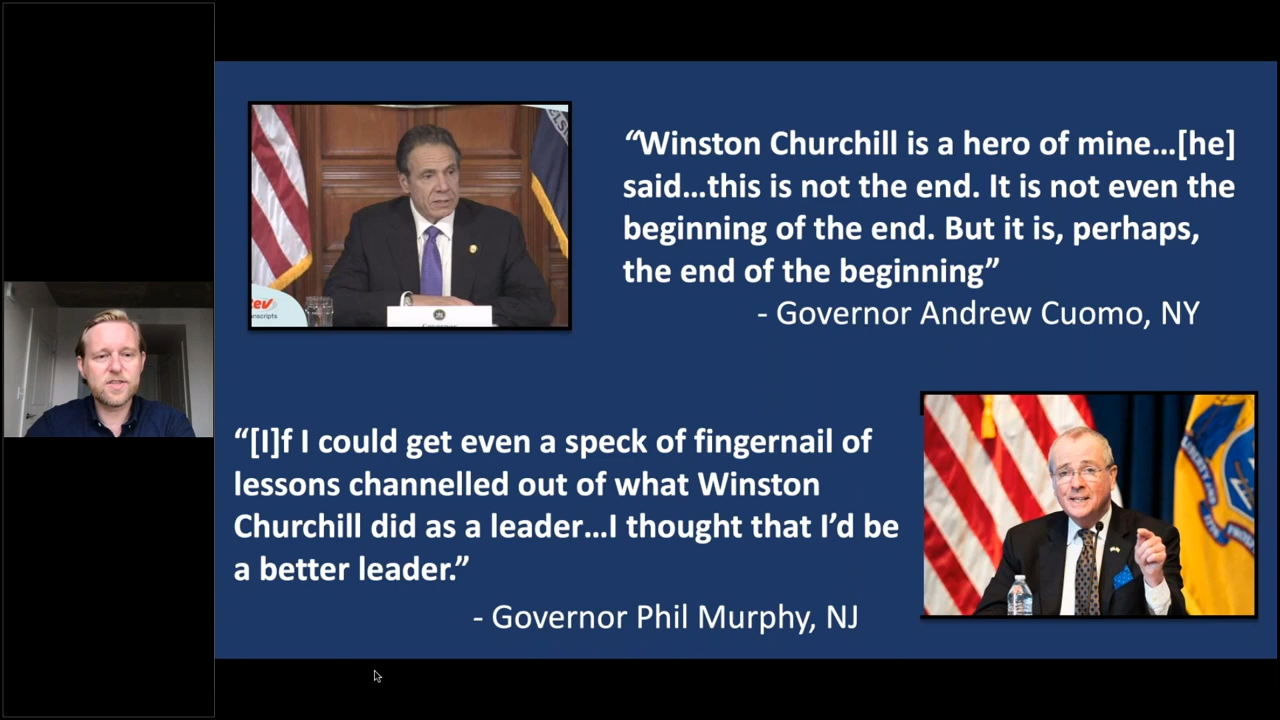 “Winston Churchill is a hero of mine…[he]
said…this is not the end. It is not even the
beginning of the end. But it is, perhaps,
the end of the beginning”
- Governor Andrew Cuomo, NY
“[I]f I could get even a speck of fingernail of
lessons channelled out of what Winston
Churchill did as a leader…I thought that I’d be
a better leader.”
- Governor Phil Murphy, NJ